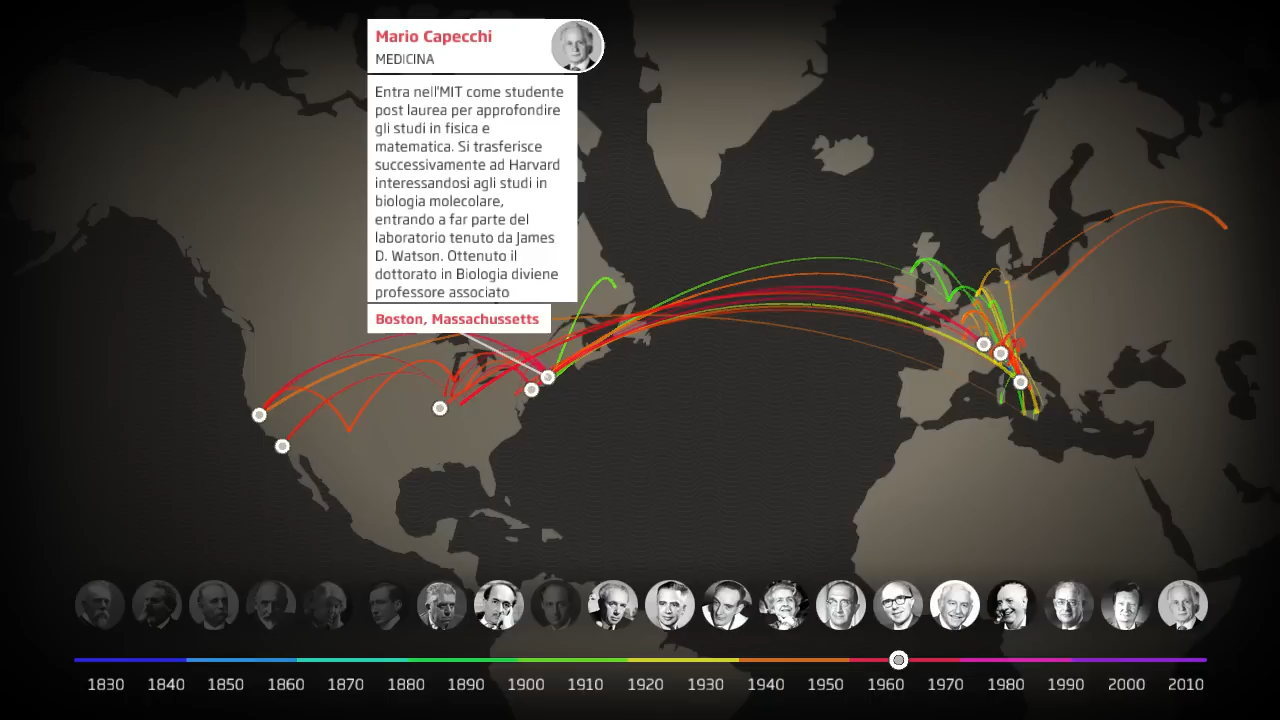 Mario Capecchi
MEDICINA
Entra nell'MIT come studente
post laurea per approfondire
gli studi in fisica e
matematica. Si trasferisce
successivamente ad Harvard
interessandosi agli studi in
biologia molecolare,
entrando a far parte del
laboratorio tenuto da James
D. Watson. Ottenuto il
dottorato in Biologia diviene
professore associato
Boston, Massachussetts
1830 1840 1850 1860 1870 1880 1890 1900 1910 1920 1930 1940 1950 1960 1970 1980 1990 2000 2010